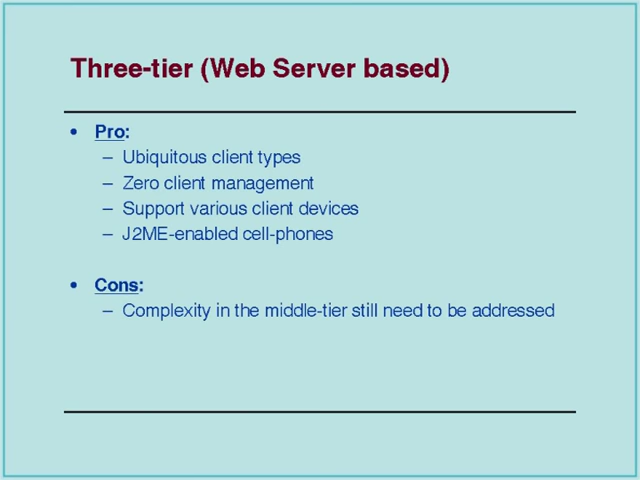 Three-tier (Web Server based)
• Pro:
– Ubiquitous client types
– Zero client management
– Support various client devices
– J2ME-enabled cell-phones
• Cons:
– Complexity in the middle-tier still need to be addressed